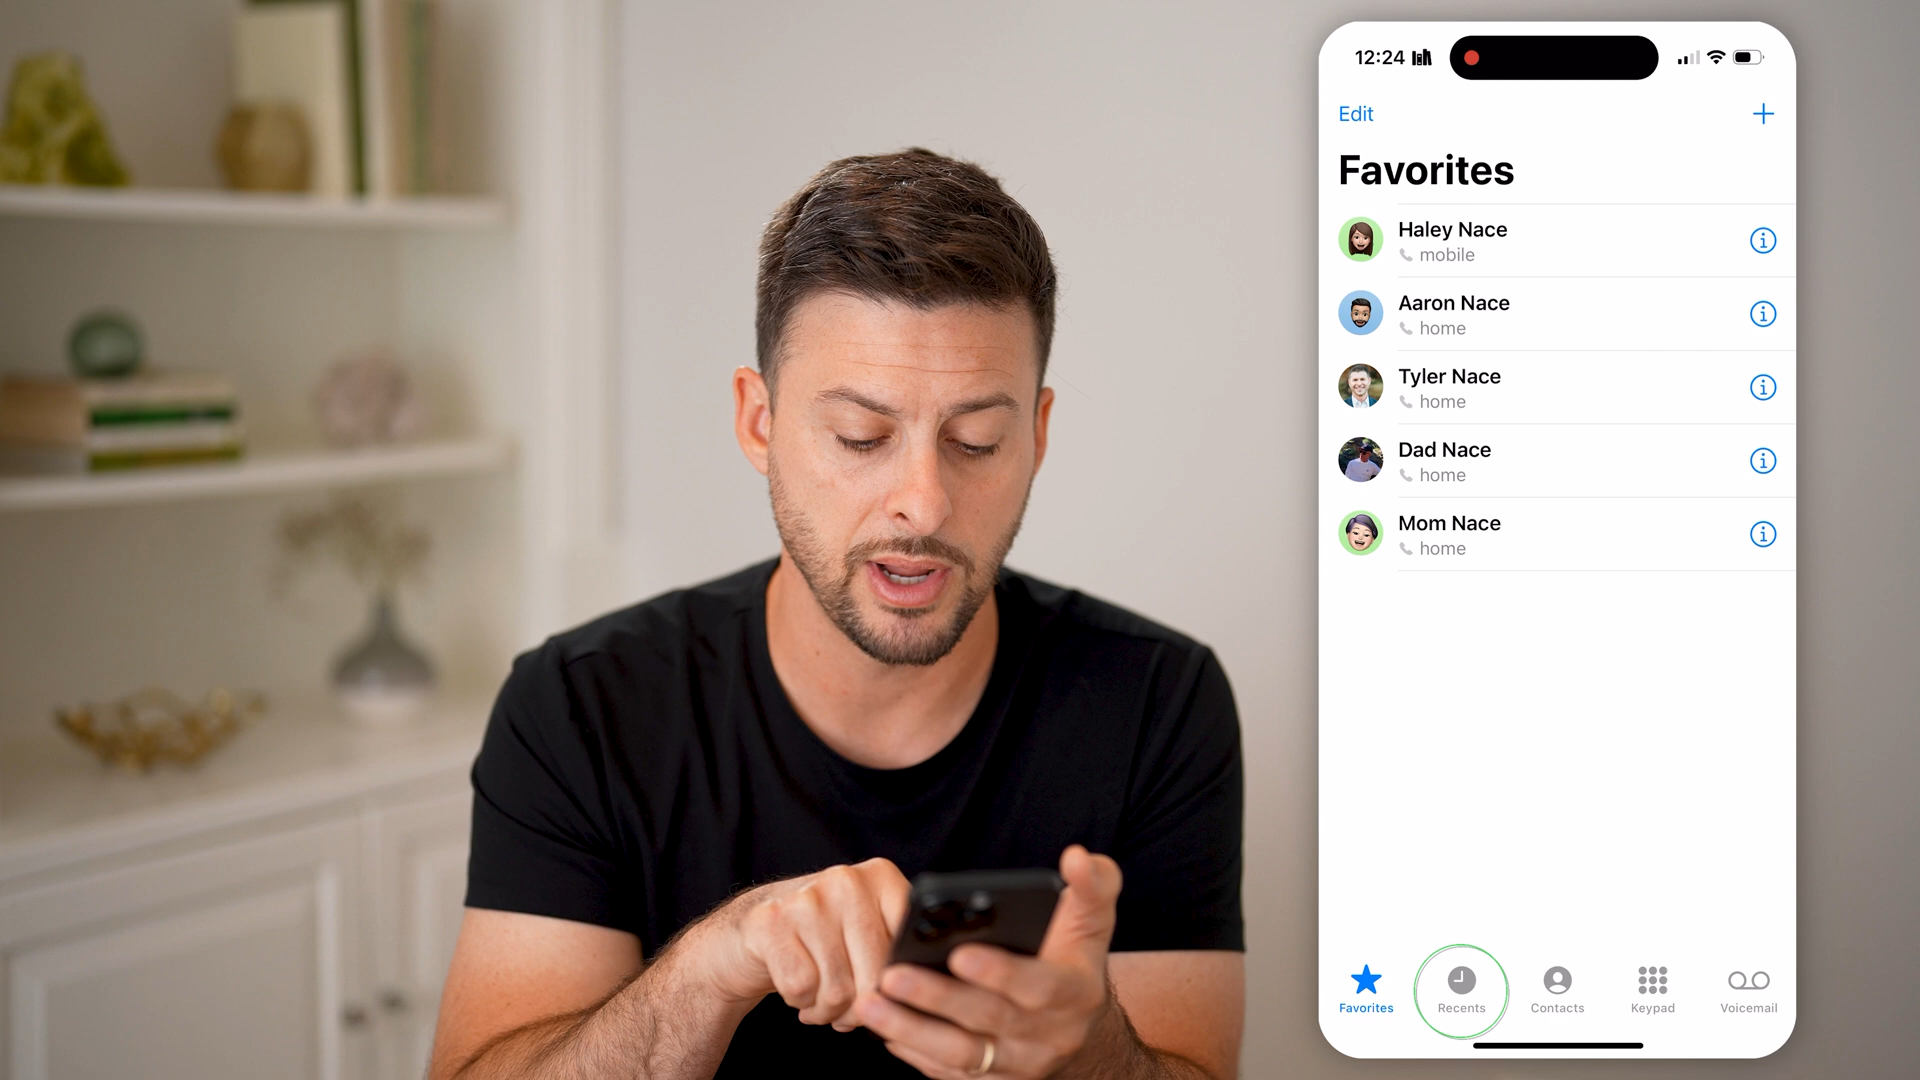 12:24
Edit
Favorites
Haley Nace
mobile
Aaron Nace
home
Tyler Nace
home
Dad Nace
home
Mom Nace
home
Favorites
Recents
Contacts
Keypad
Voicemail